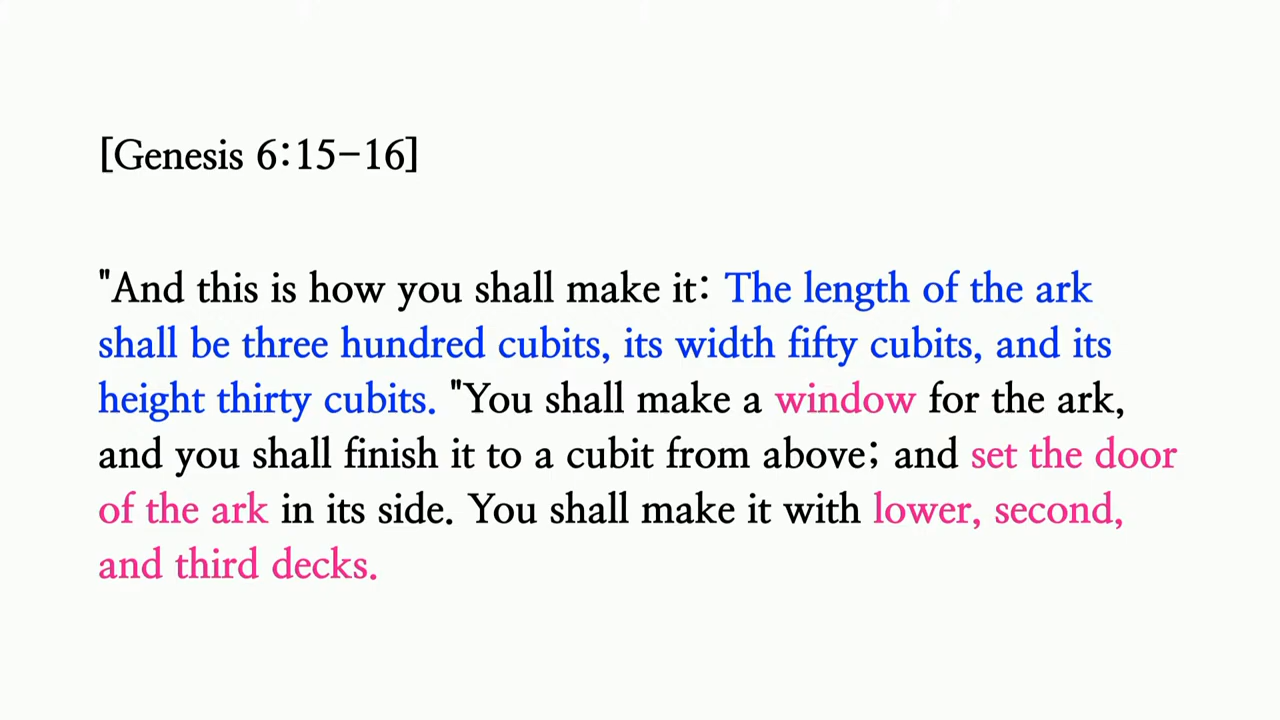 [Genesis 6:15-16]
"And this is how you shall make it: The length of the ark
shall be three hundred cubits, its width fifty cubits, and its
height thirty cubits. "You shall make a window for the ark,
and you shall finish it to a cubit from above; and set the door
of the ark in its side. You shall make it with lower, second,
and third decks.